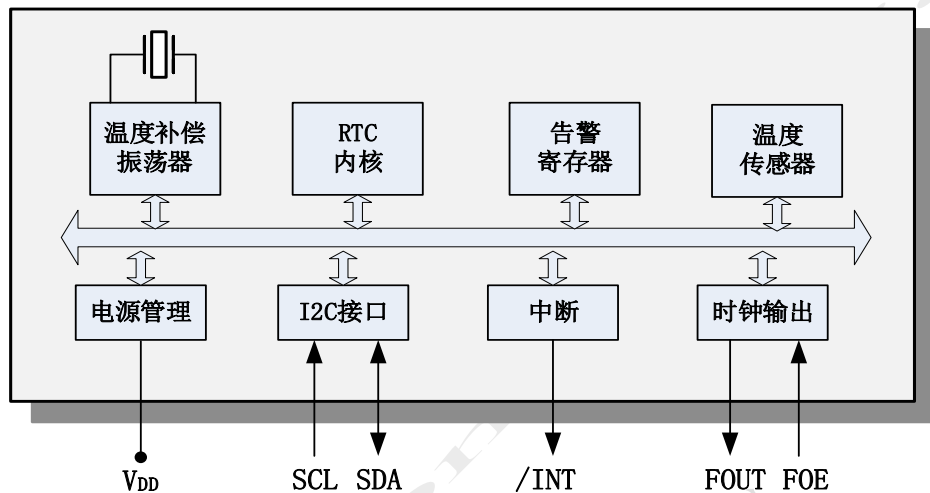 温度补偿
振荡器
RTC
内核
告警
寄存器
温度
传感器
电源管理
I2C接口
中断
时钟输出
VDD
SCL SDA
/INT
FOUT FOE